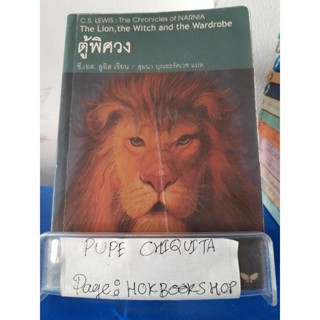 C.S. LEWIS : The Chronicles of NARNIA
The Lion, the Witch and the Wardrobe
ตู้พิศวง
ซี.เอส. ลูอิส เขียน / สุมนา บุณยะรัตเวช แปล
PUPE CHIQUITA
Page: HOKBOOKSHOP